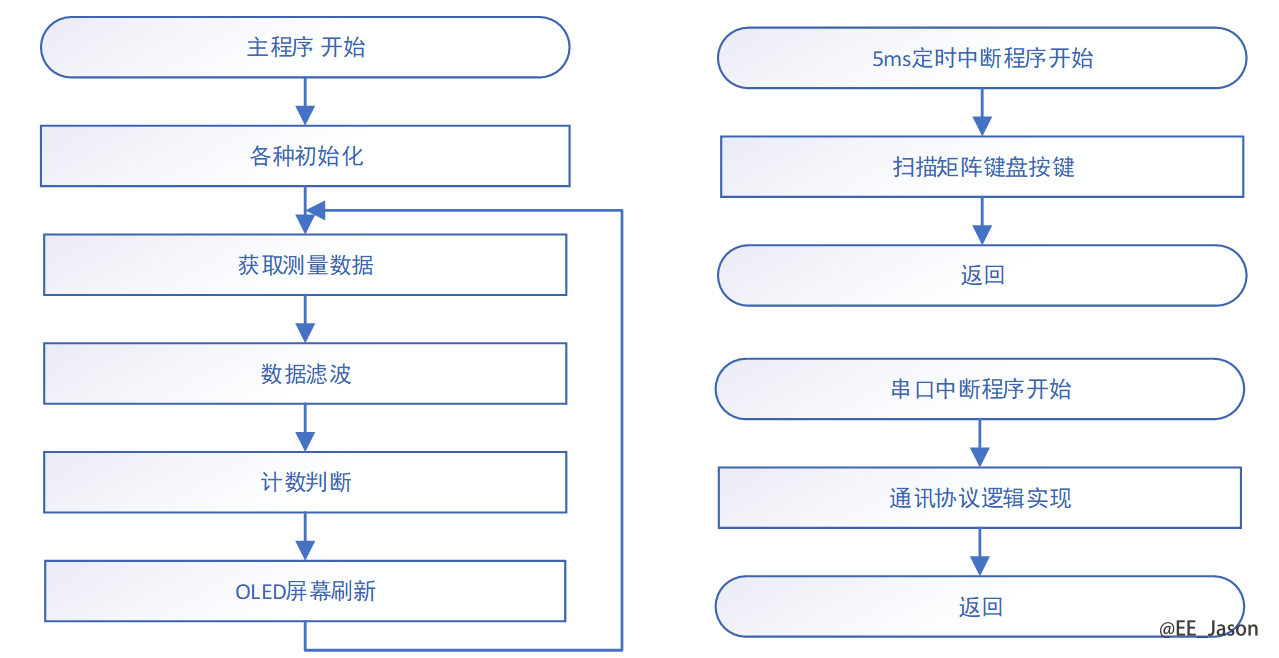 主程序 开始
各种初始化
获取测量数据
数据滤波
计数判断
OLED屏幕刷新
5ms定时中断程序开始
扫描矩阵键盘按键
返回
串口中断程序开始
通讯协议逻辑实现
返回
@EE_Jason